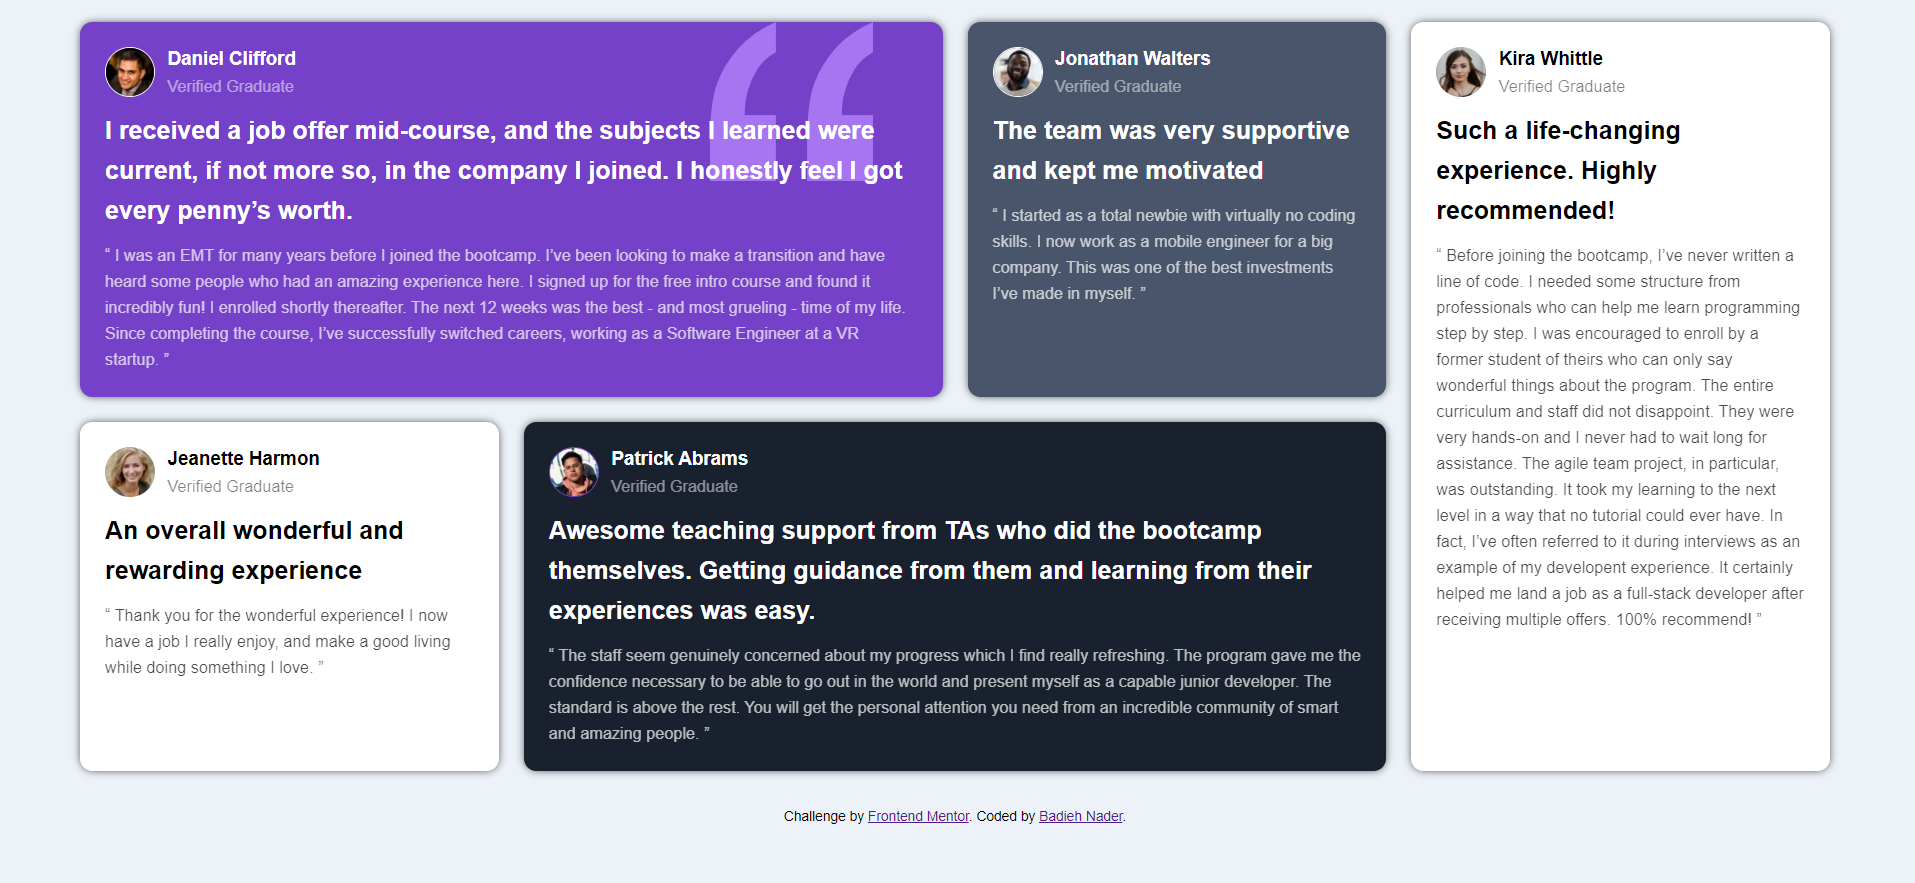 Daniel Clifford
Verified Graduate
I received a job offer mid-course, and the subjects I learned were
current, if not more so, in the company I joined. I honestly feel I got
every penny’s worth.
“ I was an EMT for many years before I joined the bootcamp. I’ve been looking to make a transition and have
heard some people who had an amazing experience here. I signed up for the free intro course and found it
incredibly fun! I enrolled shortly thereafter. The next 12 weeks was the best - and most grueling - time of my life.
Since completing the course, I’ve successfully switched careers, working as a Software Engineer at a VR
startup. ”
Jonathan Walters
Verified Graduate
The team was very supportive
and kept me motivated
“ I started as a total newbie with virtually no coding
skills. I now work as a mobile engineer for a big
company. This was one of the best investments
I’ve made in myself. ”
Kira Whittle
Verified Graduate
Such a life-changing
experience. Highly
recommended!
“ Before joining the bootcamp, I’ve never written a
line of code. I needed some structure from
professionals who can help me learn programming
step by step. I was encouraged to enroll by a
former student of theirs who can only say
wonderful things about the program. The entire
curriculum and staff did not disappoint. They were
very hands-on and I never had to wait long for
assistance. The agile team project, in particular,
was outstanding. It took my learning to the next
level in a way that no tutorial could ever have. In
fact, I’ve often referred to it during interviews as an
example of my developent experience. It certainly
helped me land a job as a full-stack developer after
receiving multiple offers. 100% recommend! ”
Jeanette Harmon
Verified Graduate
An overall wonderful and
rewarding experience
“ Thank you for the wonderful experience! I now
have a job I really enjoy, and make a good living
while doing something I love. ”
Patrick Abrams
Verified Graduate
Awesome teaching support from TAs who did the bootcamp
themselves. Getting guidance from them and learning from their
experiences was easy.
“ The staff seem genuinely concerned about my progress which I find really refreshing. The program gave me the
confidence necessary to be able to go out in the world and present myself as a capable junior developer. The
standard is above the rest. You will get the personal attention you need from an incredible community of smart
and amazing people. ”
Challenge by Frontend Mentor. Coded by Badieh Nader.